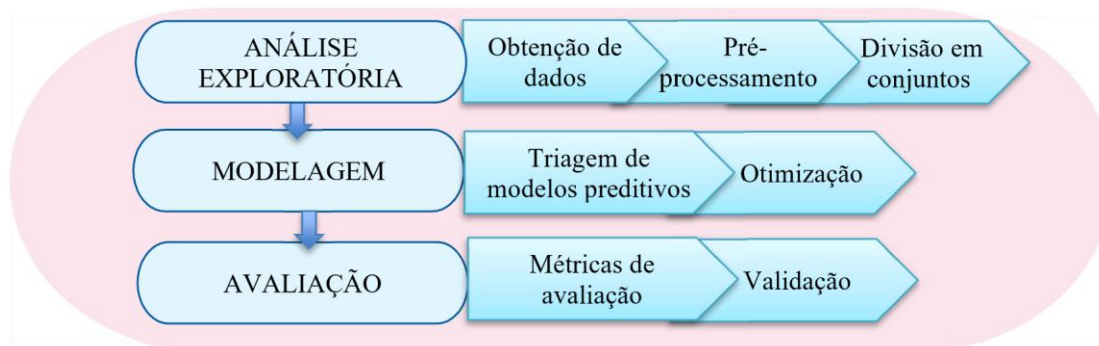 ANÁLISE
EXPLORATÓRIA
Obtenção de
dados
Pré-
processamento
Divisão em
conjuntos
MODELAGEM
Triagem de
modelos preditivos
Otimização
AVALIAÇÃO
Métricas de
avaliação
Validação